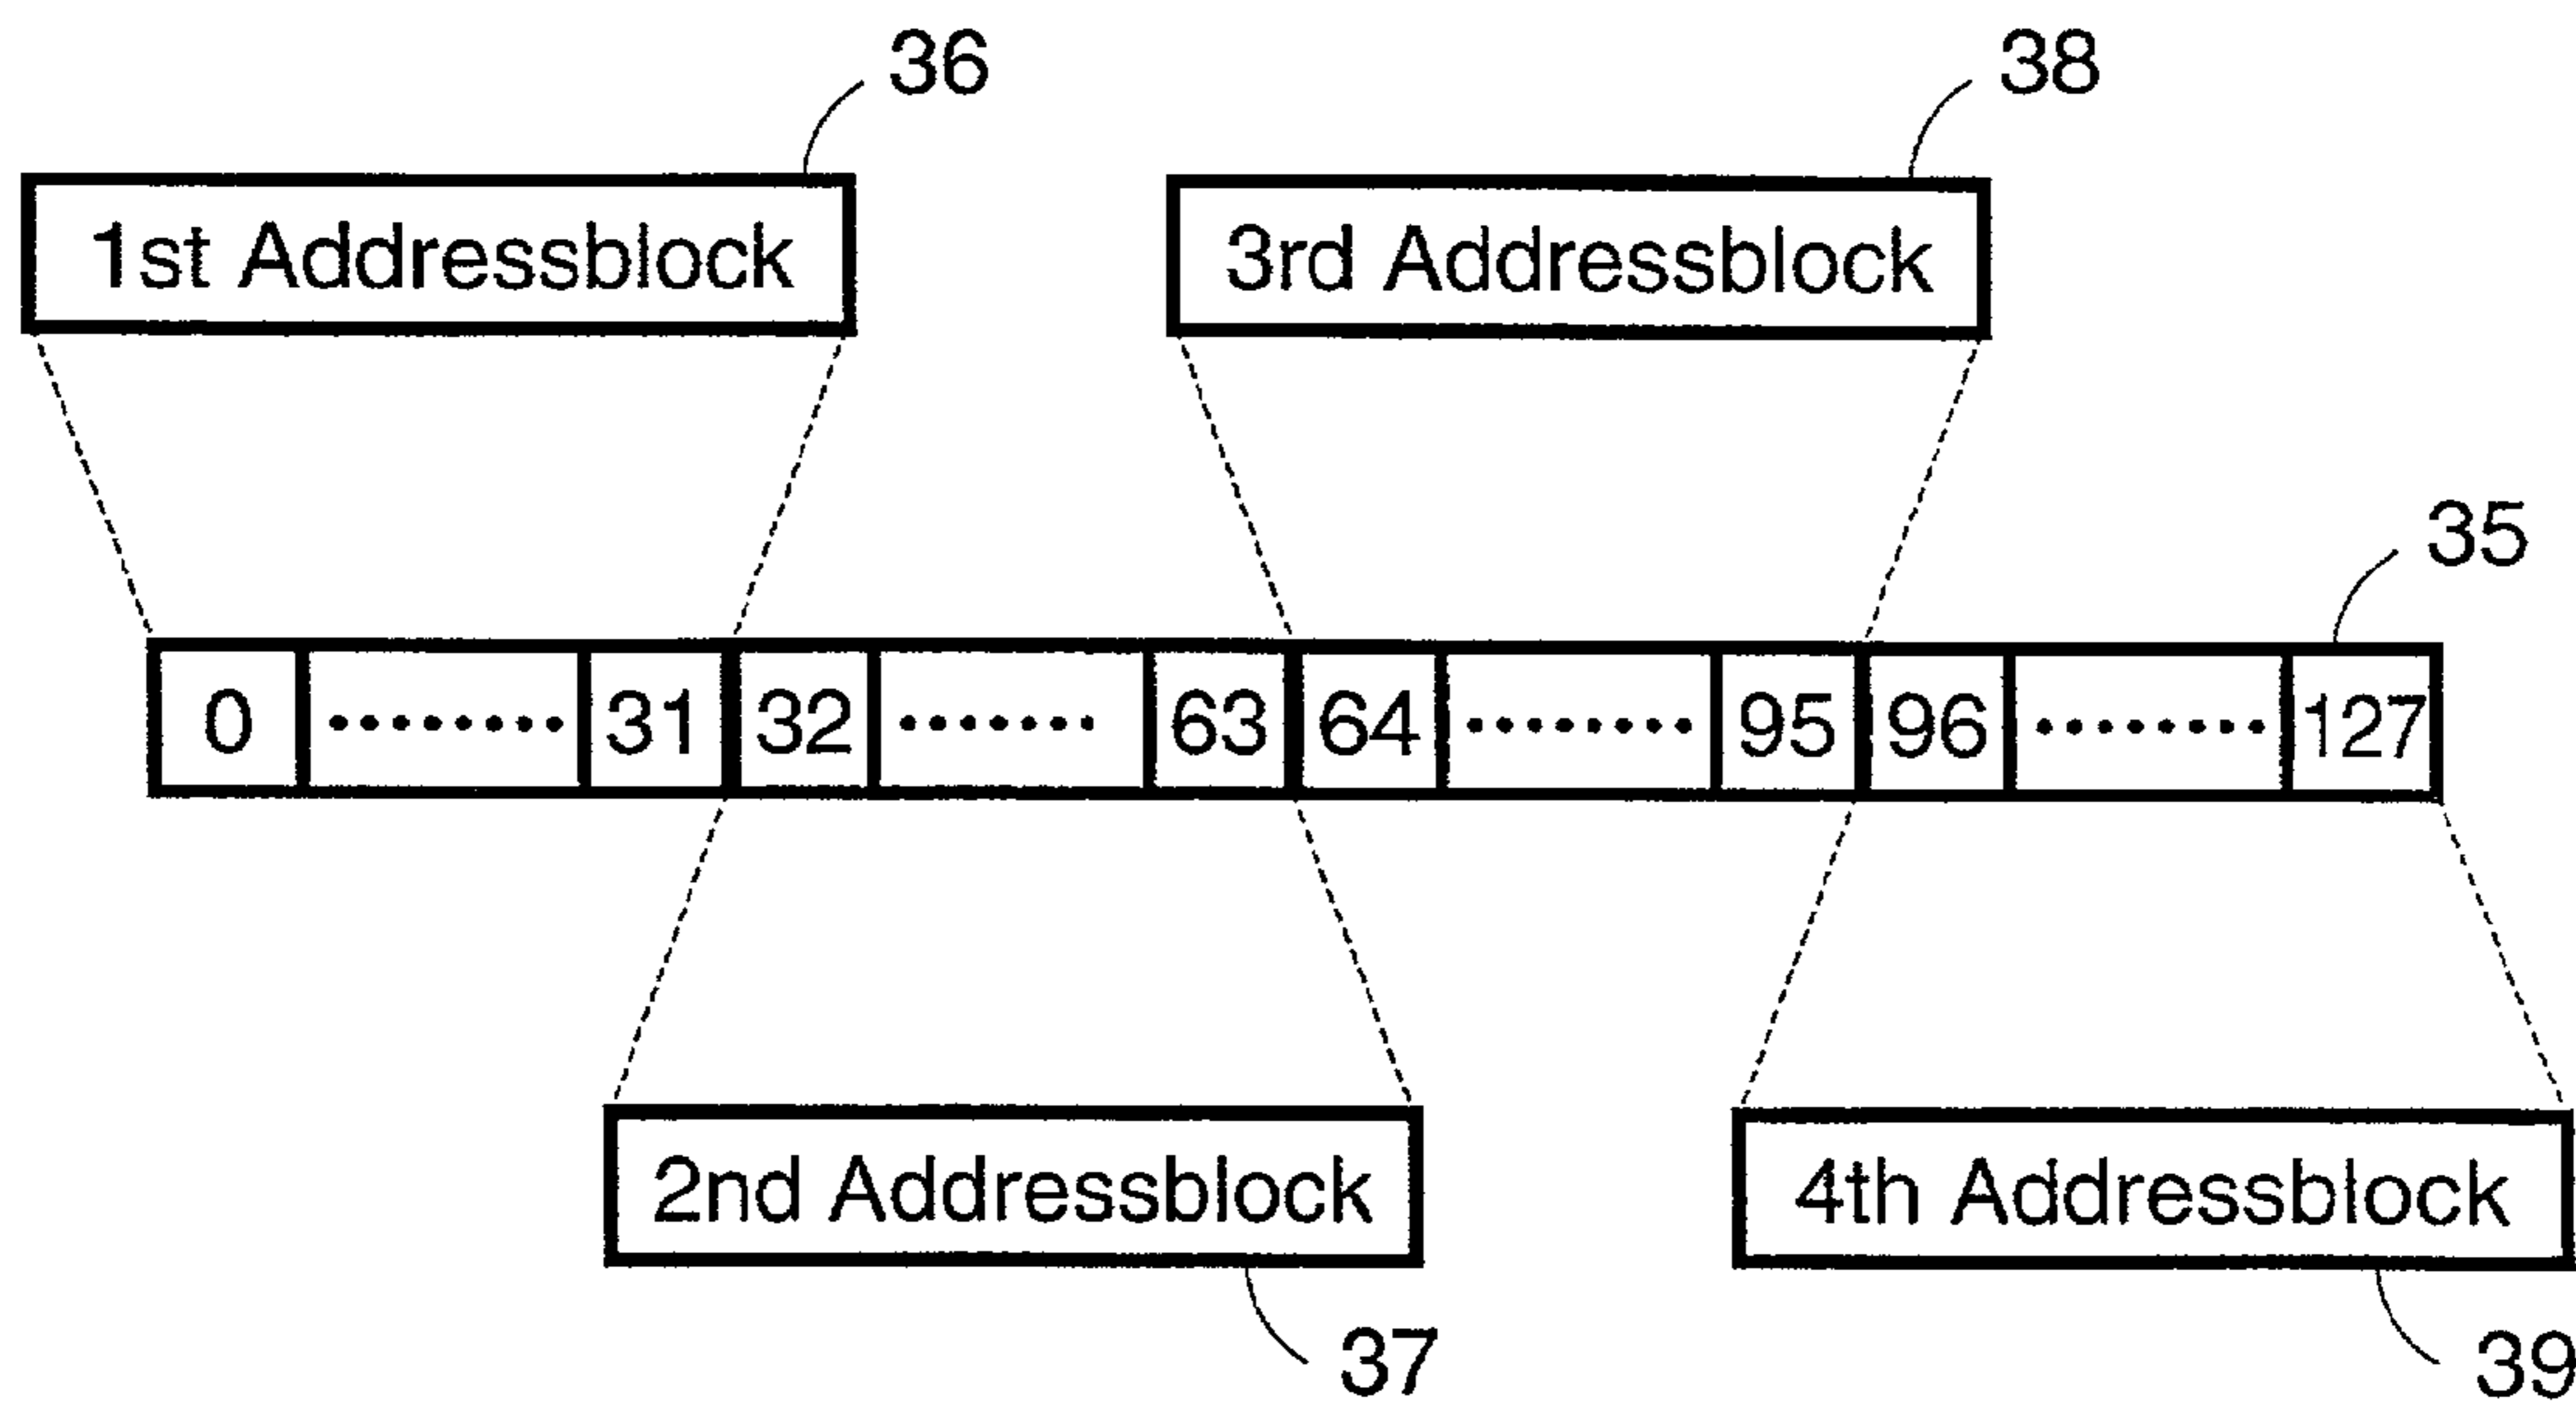 36
38
1st Addressblock
3rd Addressblock
35
0 ........ 31 32 ....... 63 64 ........ 95 96 ........ 127
2nd Addressblock
4th Addressblock
37
39